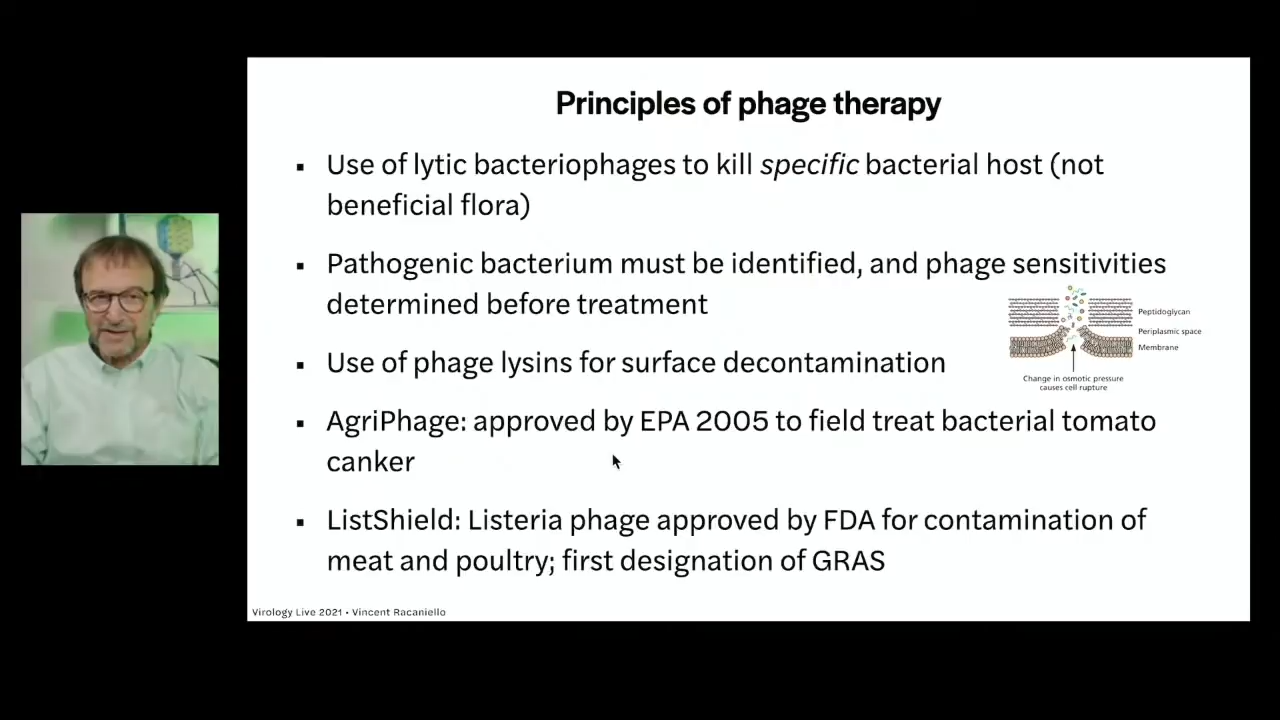 Principles of phage therapy
▪ Use of lytic bacteriophages to kill specific bacterial host (not
beneficial flora)
▪ Pathogenic bacterium must be identified, and phage sensitivities
determined before treatment
Peptidoglycan
Periplasmic space
Membrane
Change in osmotic pressure
causes cell rupture
▪ Use of phage lysins for surface decontamination
▪ AgriPhage: approved by EPA 2005 to field treat bacterial tomato
canker
▪ ListShield: Listeria phage approved by FDA for contamination of
meat and poultry; first designation of GRAS
Virology Live 2021 • Vincent Racaniello